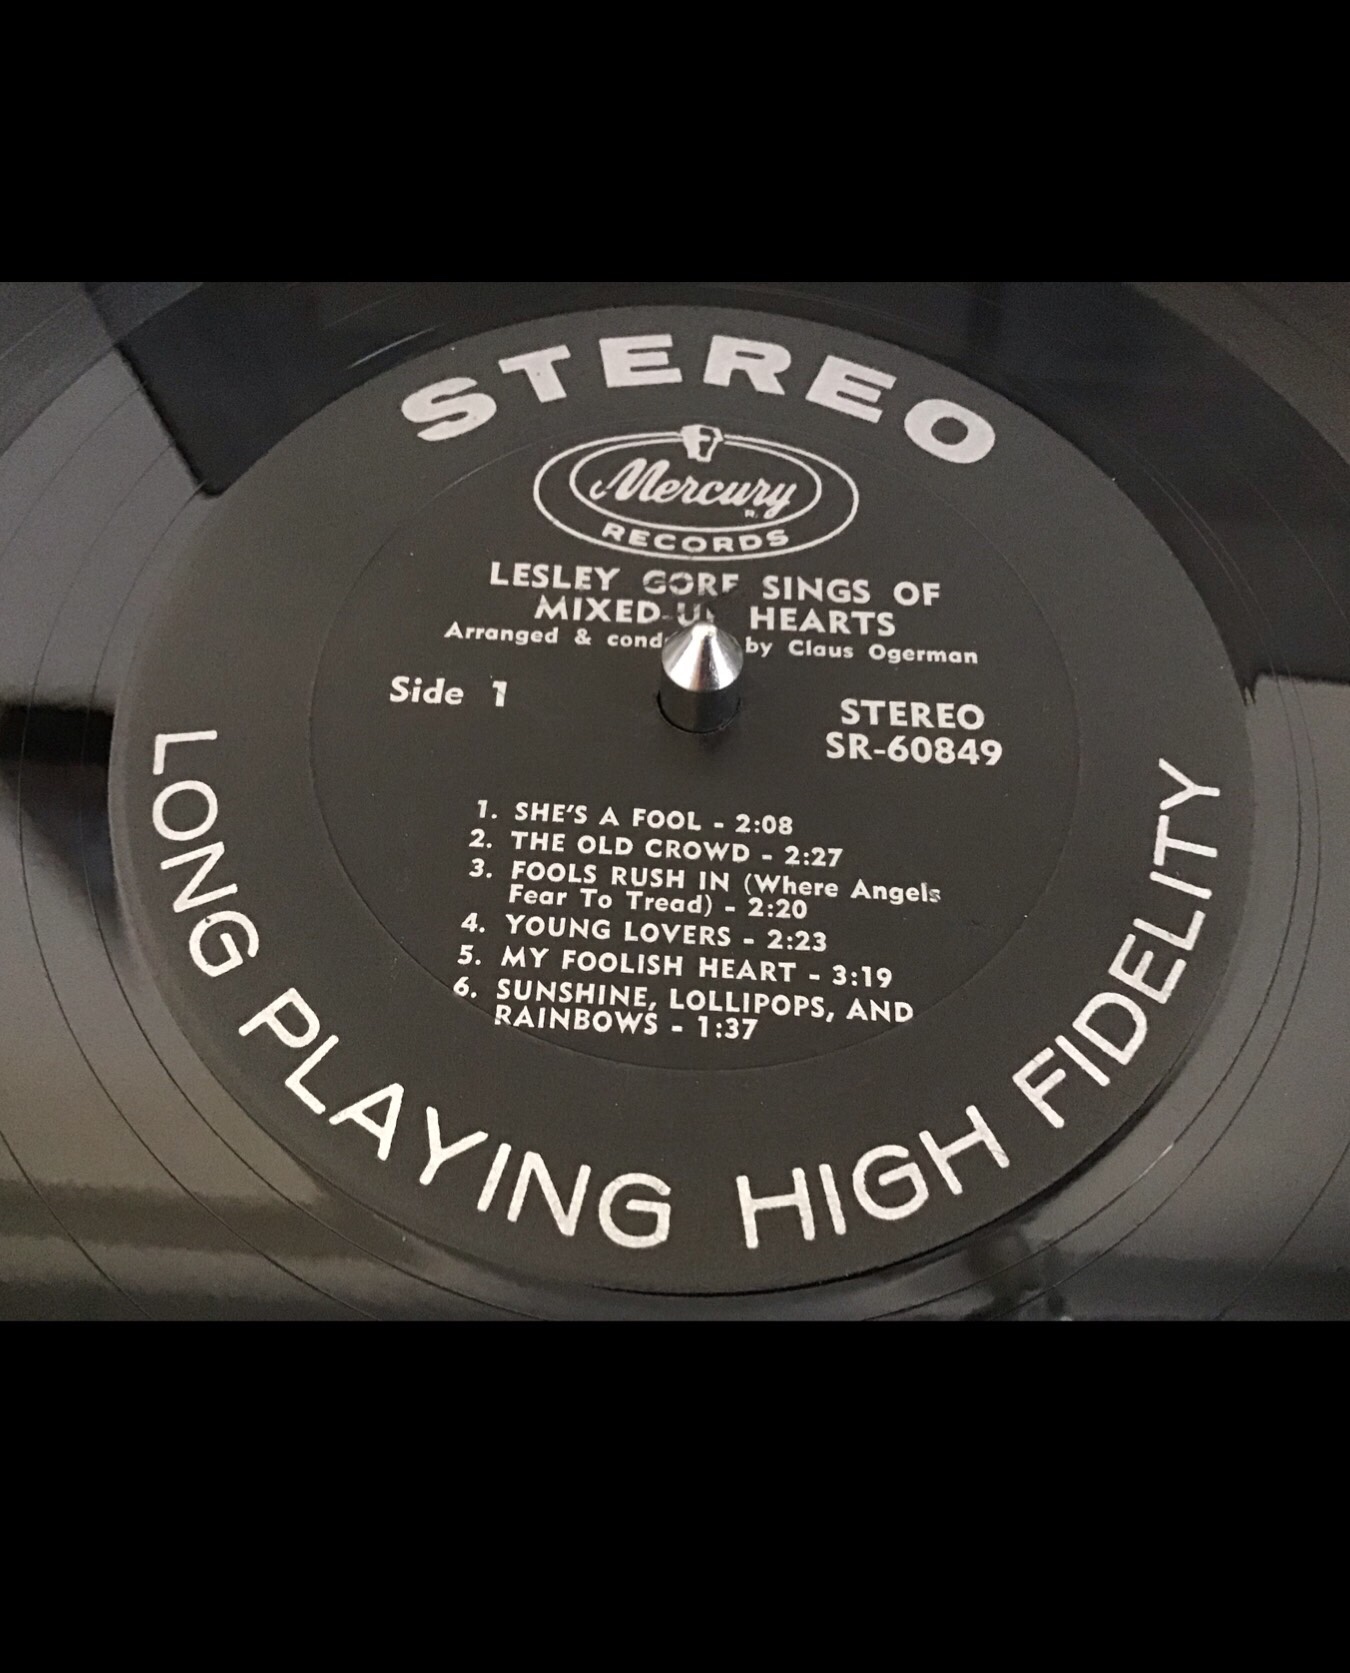 STEREO
Mercury
R.
RECORDS
LESLEY GORE SINGS OF
MIXED-UP HEARTS
Arranged & by Claus Ogerman
Side 1
STEREO
SR-60849
1. SHE'S A FOOL - 2:08
2. THE OLD CROWD - 2:27
3. FOOLS RUSH IN (Where Angels
Fear To Tread) - 2:20
4. YOUNG LOVERS - 2:23
5. MY FOOLISH HEART - 3:19
6. SUNSHINE, LOLLIPOPS, AND
RAINBOWS - 1:37
LONG PLAYING HIGH FIDELITY